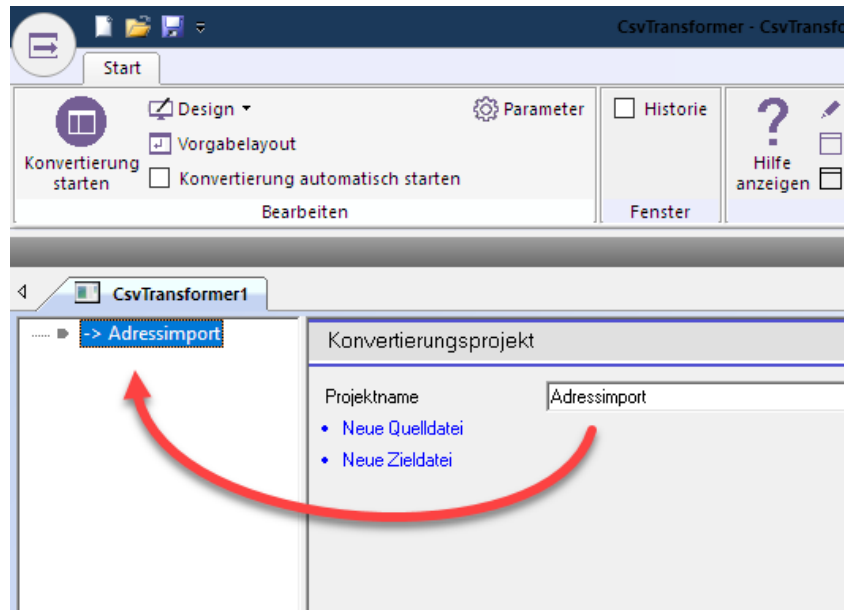 CsvTransformer - CsvTransfo
Start
Konvertierung starten
Design
Vorgabelayout
Konvertierung automatisch starten
Parameter
Bearbeiten
Historie
Fenster
Hilfe
anzeigen
CsvTransformer1
-> Adressimport
Konvertierungsprojekt
Projektname
Adressimport
Neue Quelldatei
Neue Zieldatei